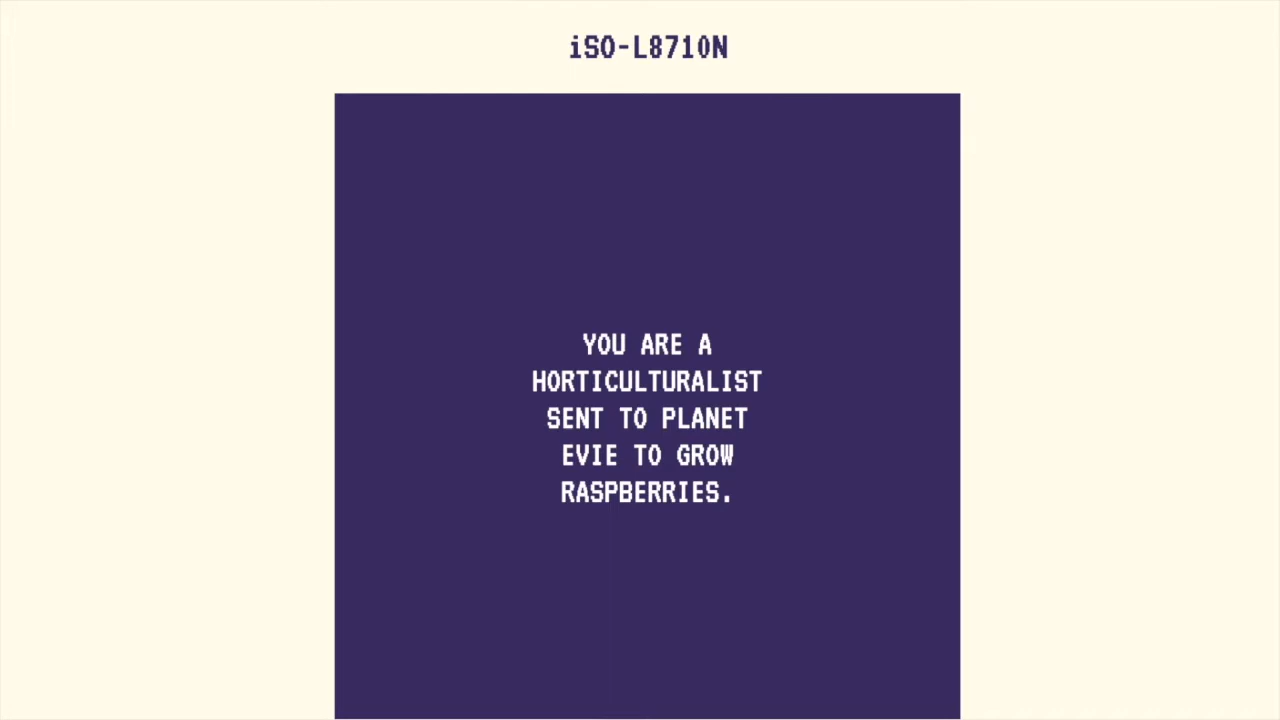 iSO-L8710N
YOU ARE A
HORTICULTURALIST
SENT TO PLANET
EVIE TO GROW
RASPBERRIES.